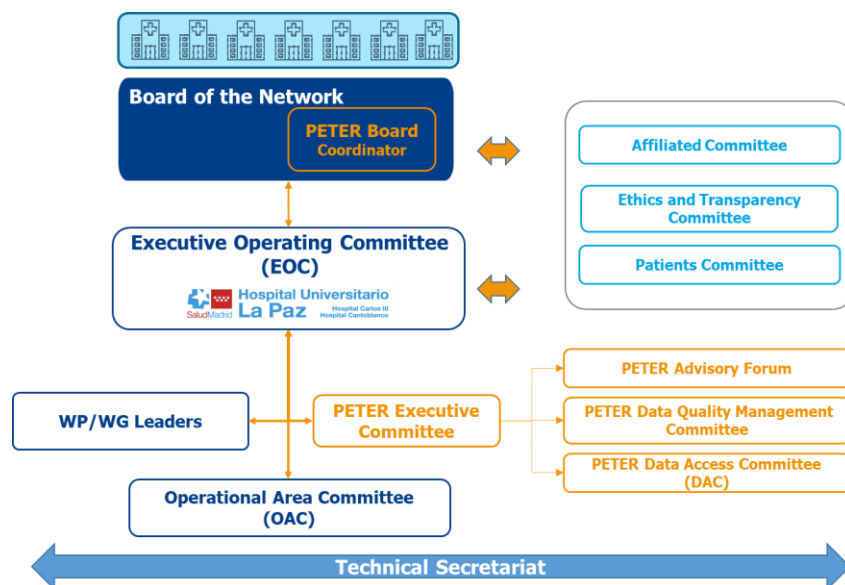 Board of the Network
PETER Board
Coordinator
Affiliated Committee
Ethics and Transparency
Committee
Patients Committee
Executive Operating Committee
(EOC)
SaludMadrid
Hospital Universitario
La Paz
Hospital Carlos III
Hospital Cantoblanco
WP/WG Leaders
PETER Executive
Committee
PETER Advisory Forum
PETER Data Quality Management
Committee
PETER Data Access Committee
(DAC)
Operational Area Committee
(OAC)
Technical Secretariat